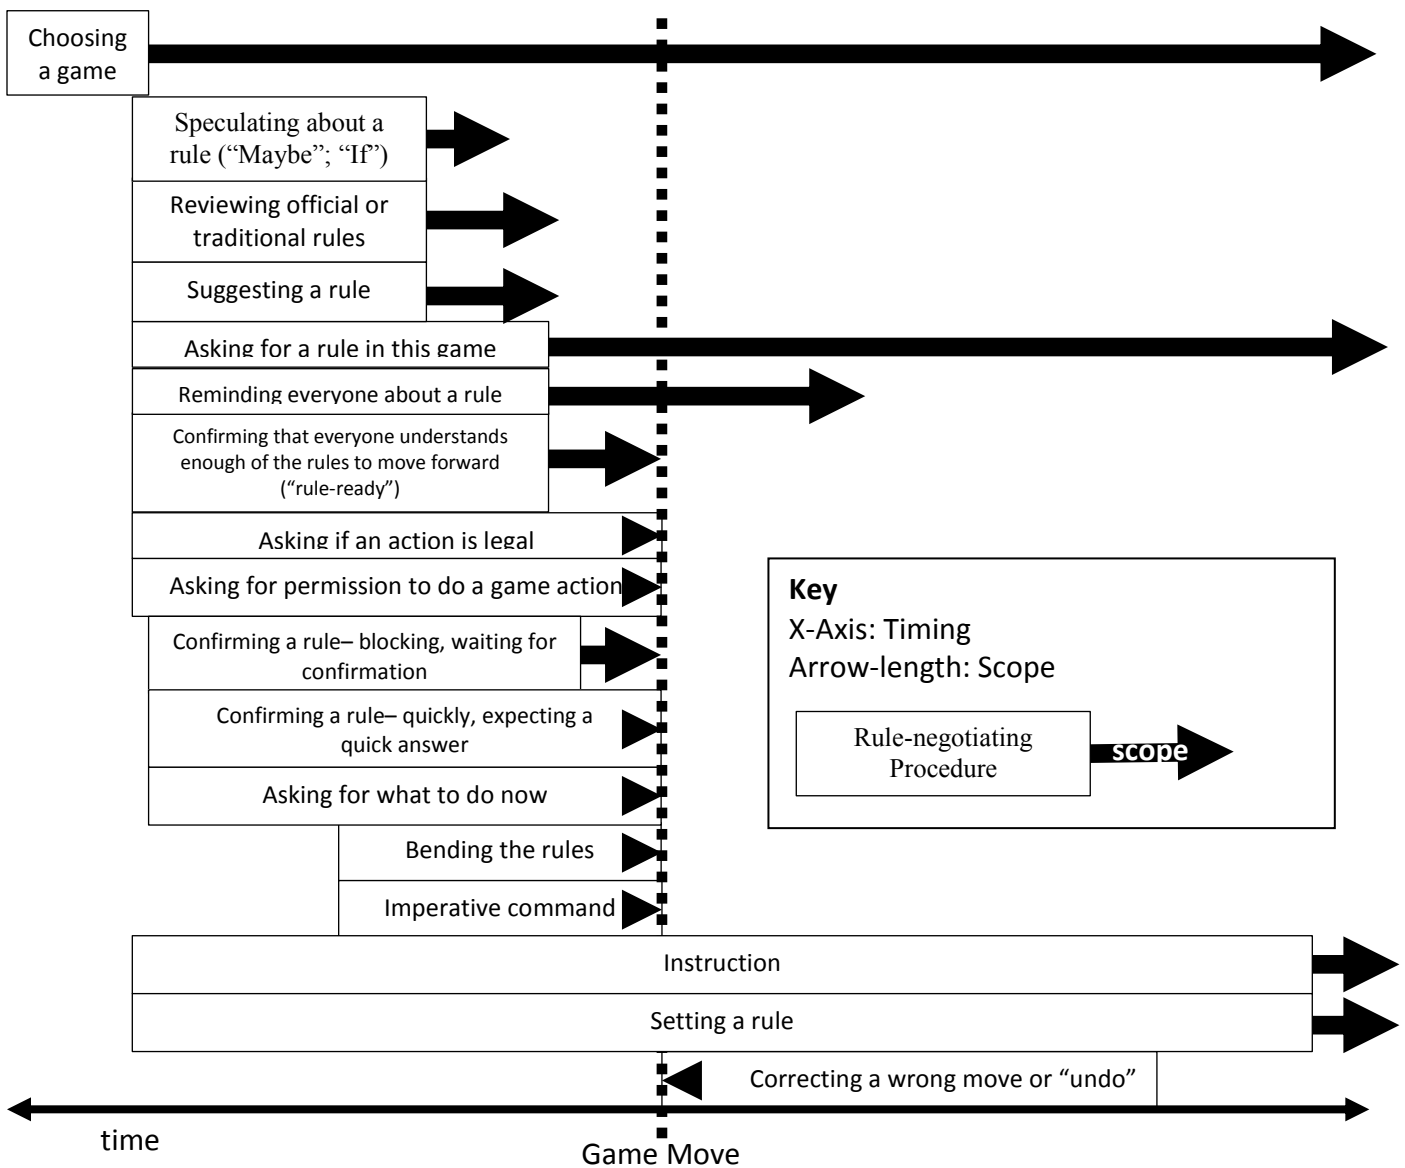 Choosing
a game
Speculating about a
rule (“Maybe”; “If”)
Reviewing official or
traditional rules
Suggesting a rule
Asking for a rule in this game
Reminding everyone about a rule
Confirming that everyone understands
enough of the rules to move forward
(“rule-ready”)
Asking if an action is legal
Asking for permission to do a game action
Confirming a rule– blocking, waiting for
confirmation
Confirming a rule– quickly, expecting a
quick answer
Asking for what to do now
Bending the rules
Imperative command
Key
X-Axis: Timing
Arrow-length: Scope
Rule-negotiating
Procedure
scope
Instruction
Setting a rule
Correcting a wrong move or “undo”
time
Game Move